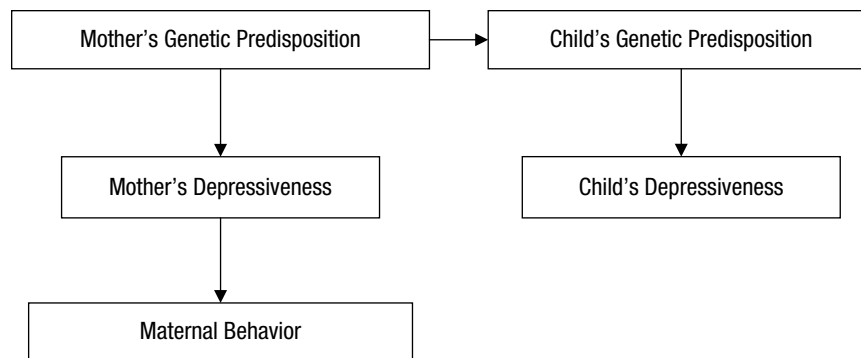 Mother’s Genetic Predisposition
Child’s Genetic Predisposition
Mother’s Depressiveness
Child’s Depressiveness
Maternal Behavior